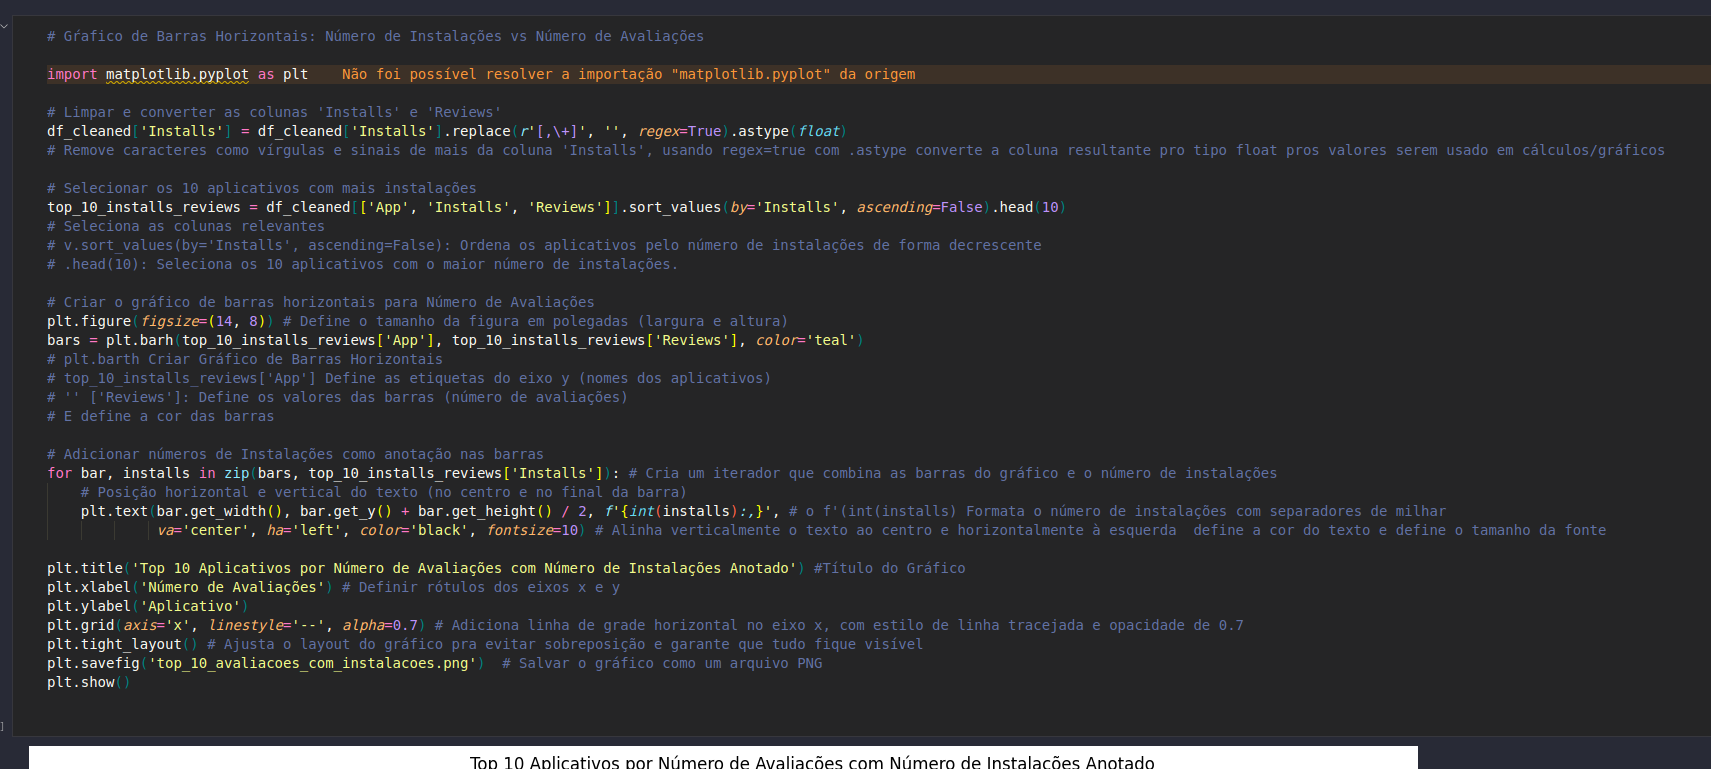 # Gŕafico de Barras Horizontais: Número de Instalações vs Número de Avaliações
import matplotlib.pyplot as plt    Não foi possível resolver a importação "matplotlib.pyplot" da origem
# Limpar e converter as colunas 'Installs' e 'Reviews'
df_cleaned['Installs'] = df_cleaned['Installs'].replace(r'[,\+]', '', regex=True).astype(float)
# Remove caracteres como vírgulas e sinais de mais da coluna 'Installs', usando regex=true com .astype converte a coluna resultante pro tipo float pros valores serem usado em cálculos/gráficos
# Selecionar os 10 aplicativos com mais instalações
top_10_installs_reviews = df_cleaned[['App', 'Installs', 'Reviews']].sort_values(by='Installs', ascending=False).head(10)
# Seleciona as colunas relevantes
# v.sort_values(by='Installs', ascending=False): Ordena os aplicativos pelo número de instalações de forma decrescente
# .head(10): Seleciona os 10 aplicativos com o maior número de instalações.
# Criar o gráfico de barras horizontais para Número de Avaliações
plt.figure(figsize=(14, 8)) # Define o tamanho da figura em polegadas (largura e altura)
bars = plt.barh(top_10_installs_reviews['App'], top_10_installs_reviews['Reviews'], color='teal')
# plt.barth Criar Gráfico de Barras Horizontais
# top_10_installs_reviews['App'] Define as etiquetas do eixo y (nomes dos aplicativos)
# '' ['Reviews']: Define os valores das barras (número de avaliações)
# E define a cor das barras
# Adicionar números de Instalações como anotação nas barras
for bar, installs in zip(bars, top_10_installs_reviews['Installs']): # Cria um iterador que combina as barras do gráfico e o número de instalações
    # Posição horizontal e vertical do texto (no centro e no final da barra)
    plt.text(bar.get_width(), bar.get_y() + bar.get_height() / 2, f'{int(installs):,}', # o f'(int(installs) Formata o número de instalações com separadores de milhar
             va='center', ha='left', color='black', fontsize=10) # Alinha verticalmente o texto ao centro e horizontalmente à esquerda  define a cor do texto e define o tamanho da fonte
plt.title('Top 10 Aplicativos por Número de Avaliações com Número de Instalações Anotado') #Título do Gráfico
plt.xlabel('Número de Avaliações') # Definir rótulos dos eixos x e y
plt.ylabel('Aplicativo')
plt.grid(axis='x', linestyle='--', alpha=0.7) # Adiciona linha de grade horizontal no eixo x, com estilo de linha tracejada e opacidade de 0.7
plt.tight_layout() # Ajusta o layout do gráfico pra evitar sobreposição e garante que tudo fique visível
plt.savefig('top_10_avaliacoes_com_instalacoes.png')  # Salvar o gráfico como um arquivo PNG
plt.show()
]
Top 10 Aplicativos por Número de Avaliações com Número de Instalações Anotado